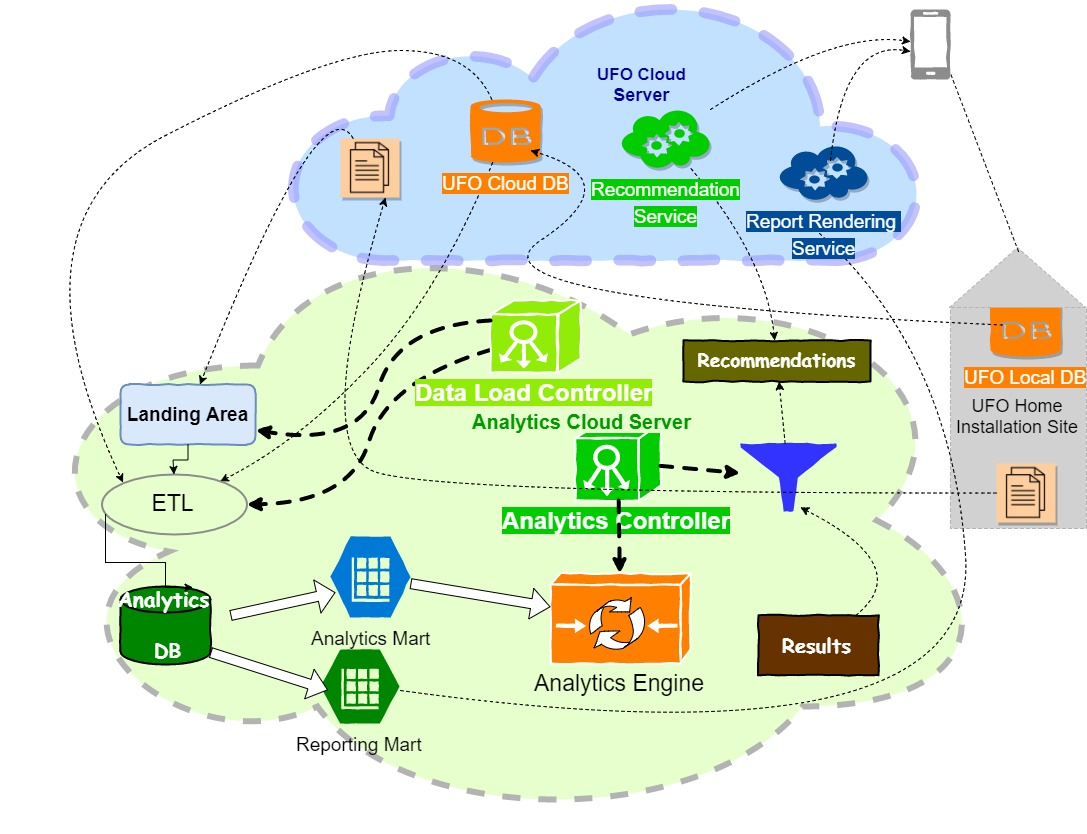 UFO Cloud
Server
DB
UFO Cloud DB
Recommendation
Service
Report Rendering
Service
DB
UFO Local DB
UFO Home
Installation Site
Data Load Controller
Recommendations
Landing Area
Analytics Cloud Server
ETL
Analytics Controller
Analytics
DB
Analytics Mart
Results
Analytics Engine
Reporting Mart